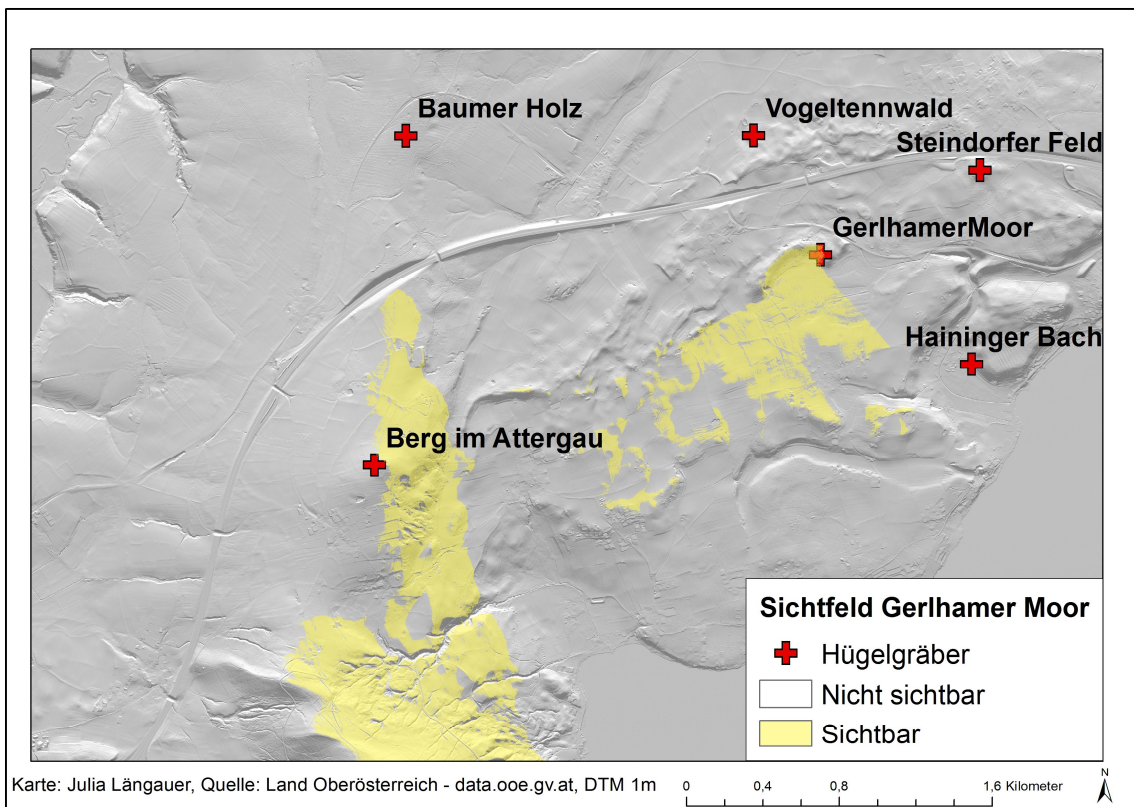 Baumer Holz
Vogeltennwald
Steindorfer Feld
GerlhamerMoor
Haininger Bach
Berg im Attergau
Sichtfeld Gerlhamer Moor
Hügelgräber
Nicht sichtbar
Sichtbar
Karte: Julia Längauer, Quelle: Land Oberösterreich - data.ooe.gv.at, DTM 1m
0 0,4 0,8 1,6 Kilometer
N